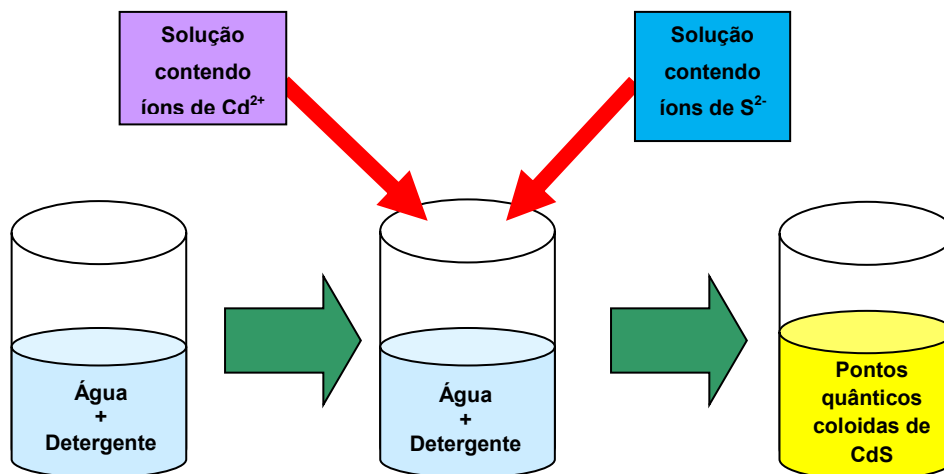 Solução
contendo
íons de Cd²⁺
Solução
contendo
íons de S²⁻
Água
+
Detergente
Água
+
Detergente
Pontos
quânticos
coloidas de
CdS